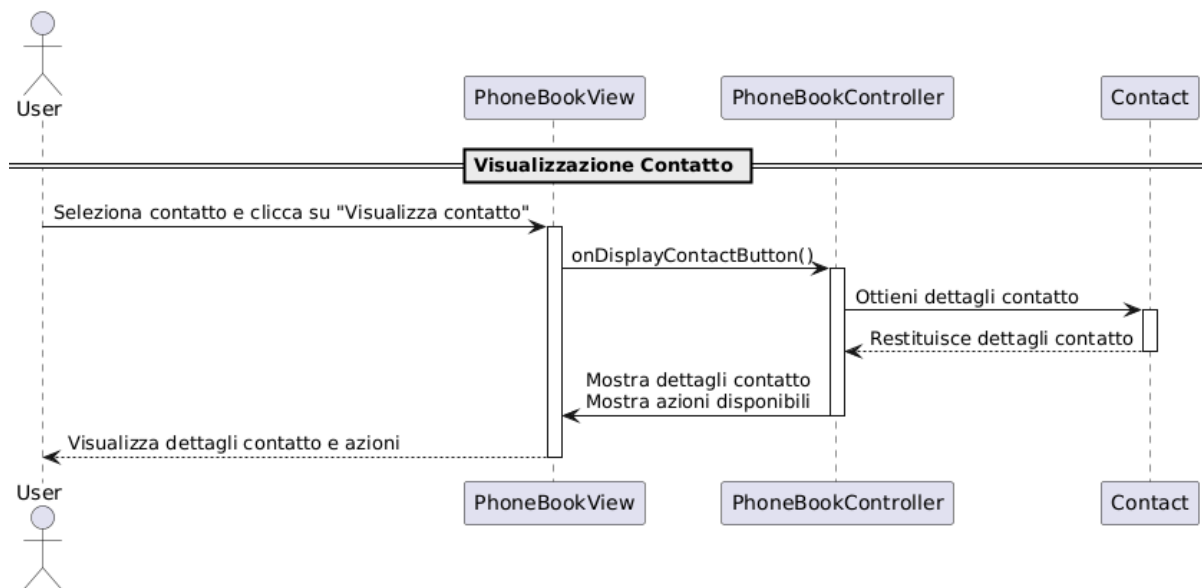 User
PhoneBookView
PhoneBookController
Contact
Visualizzazione Contatto
Seleziona contatto e clicca su "Visualizza contatto"
onDisplayContactButton()
Ottieni dettagli contatto
Restituisce dettagli contatto
Mostra dettagli contatto
Mostra azioni disponibili
Visualizza dettagli contatto e azioni
User
PhoneBookView
PhoneBookController
Contact